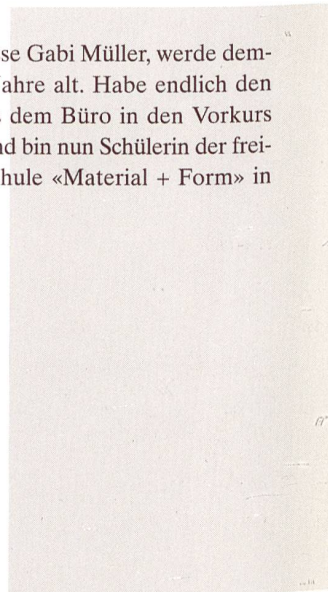 se Gabi Müller, werde dem-
ahre alt. Habe endlich den
dem Büro in den Vorkurs
d bin nun Schülerin der frei-
hule «Material + Form» in